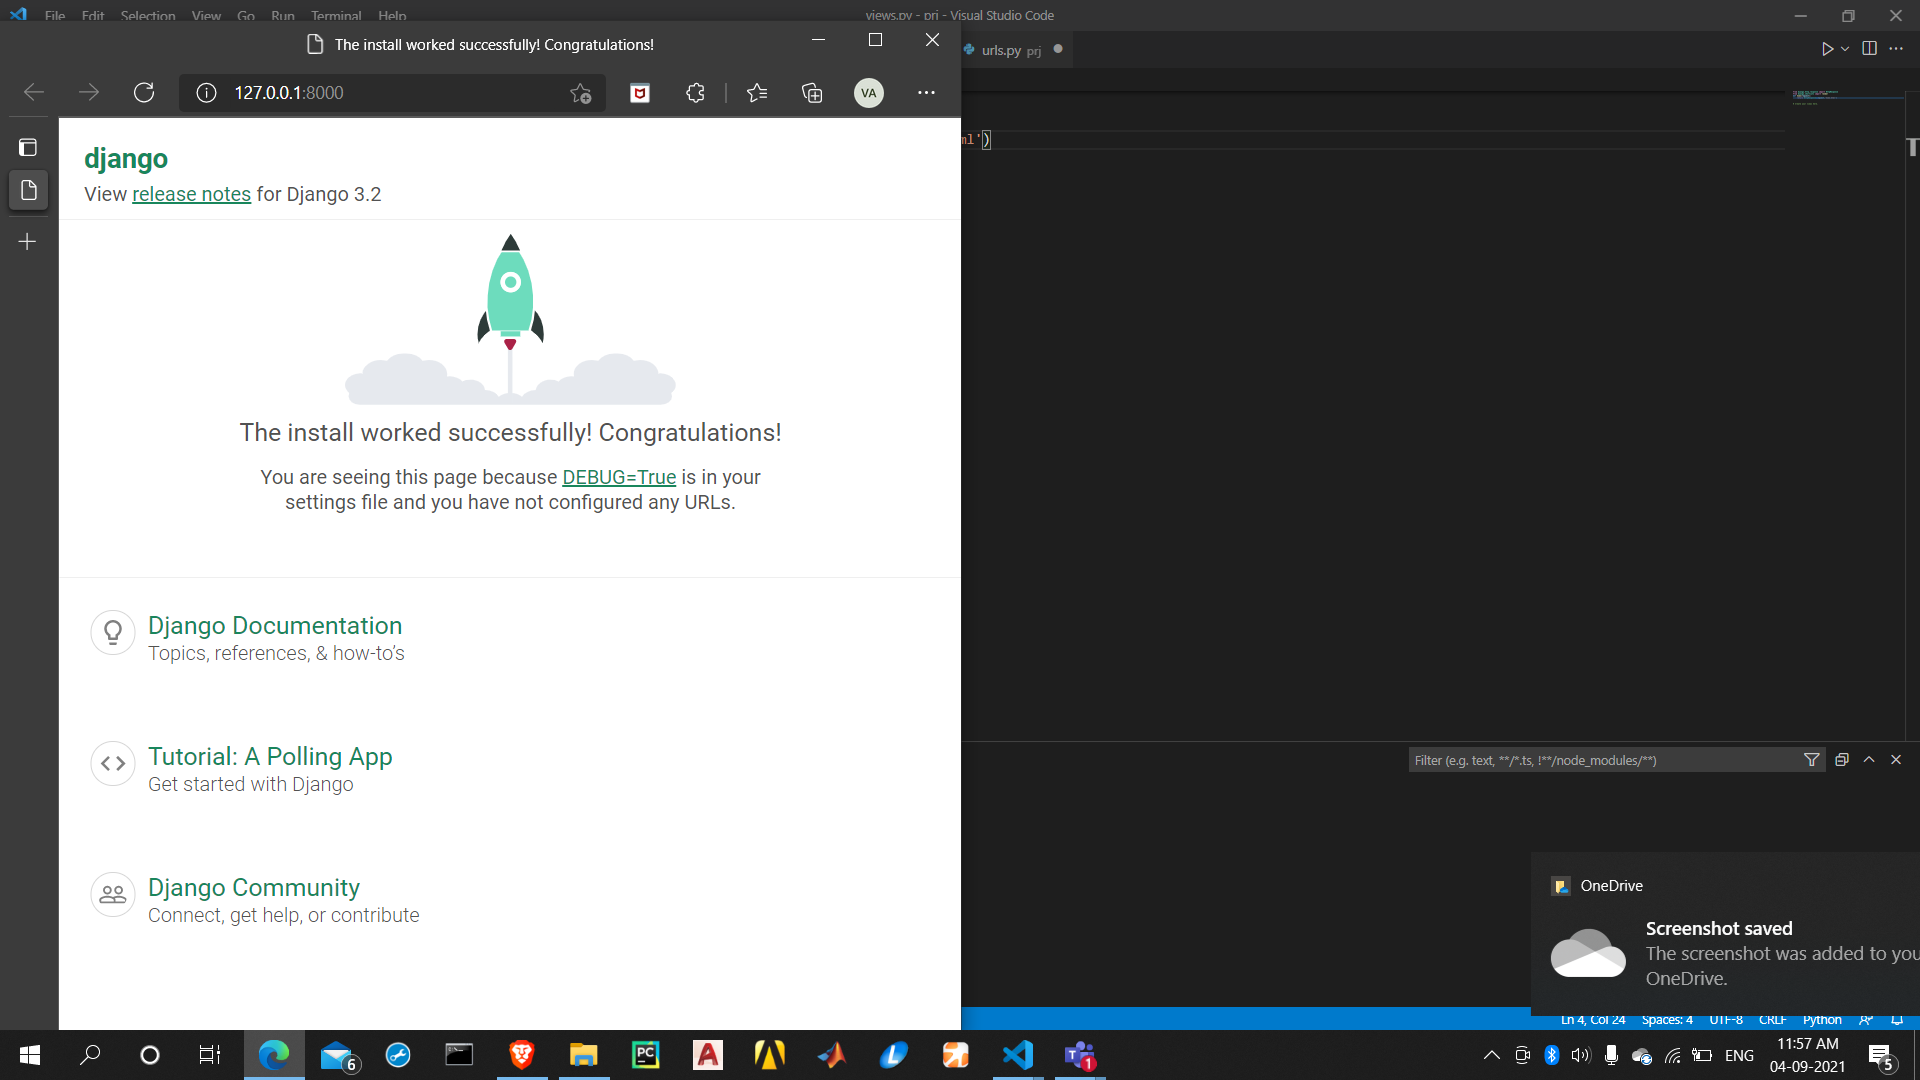 File Edit Selection View Go Run Terminal Help
views.py - prj - Visual Studio Code
The install worked successfully! Congratulations!
urls.py prj
127.0.0.1:8000
VA
ml')
django
View release notes for Django 3.2
The install worked successfully! Congratulations!
You are seeing this page because DEBUG=True is in your
settings file and you have not configured any URLs.
Django Documentation
Topics, references, & how-to’s
Tutorial: A Polling App
Get started with Django
Django Community
Connect, get help, or contribute
Filter (e.g. text, **/*.ts, !**/node_modules/**)
OneDrive
Screenshot saved
The screenshot was added to you
OneDrive.
Ln 4, Col 24 Spaces: 4 UTF-8 CRLF Python
6
PC
1
ENG
11:57 AM
04-09-2021
5